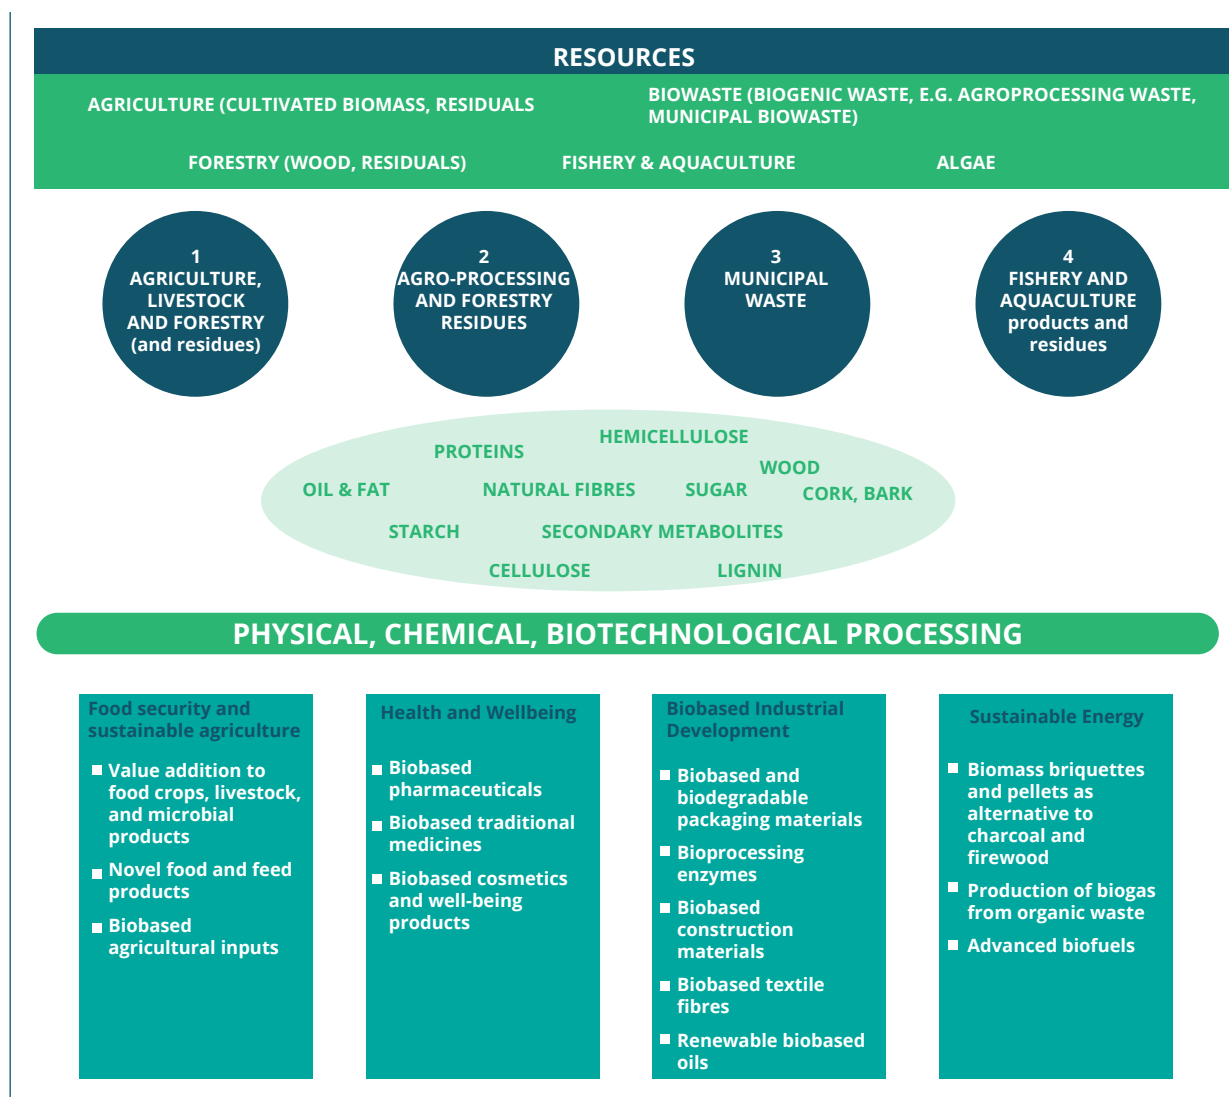 RESOURCES
AGRICULTURE (CULTIVATED BIOMASS, RESIDUALS
BIOWASTE (BIOGENIC WASTE, E.G. AGROPROCESSING WASTE,
MUNICIPAL BIOWASTE)
FORESTRY (WOOD, RESIDUALS)
FISHERY & AQUACULTURE
ALGAE
1
AGRICULTURE,
LIVESTOCK
AND FORESTRY
(and residues)
2
AGRO-PROCESSING
AND FORESTRY
RESIDUES
3
MUNICIPAL
WASTE
4
FISHERY AND
AQUACULTURE
products and
residues
HEMICELLULOSE
PROTEINS
WOOD
OIL & FAT
NATURAL FIBRES
SUGAR
CORK, BARK
STARCH
SECONDARY METABOLITES
CELLULOSE
LIGNIN
PHYSICAL, CHEMICAL, BIOTECHNOLOGICAL PROCESSING
Food security and
sustainable agriculture
Value addition to
food crops, livestock,
and microbial
products
Novel food and feed
products
Biobased
agricultural inputs
Health and Wellbeing
Biobased
pharmaceuticals
Biobased traditional
medicines
Biobased cosmetics
and well-being
products
Biobased Industrial
Development
Biobased and
biodegradable
packaging materials
Bioprocessing
enzymes
Biobased
construction
materials
Biobased textile
fibres
Renewable biobased
oils
Sustainable Energy
Biomass briquettes
and pellets as
alternative to
charcoal and
firewood
Production of biogas
from organic waste
Advanced biofuels